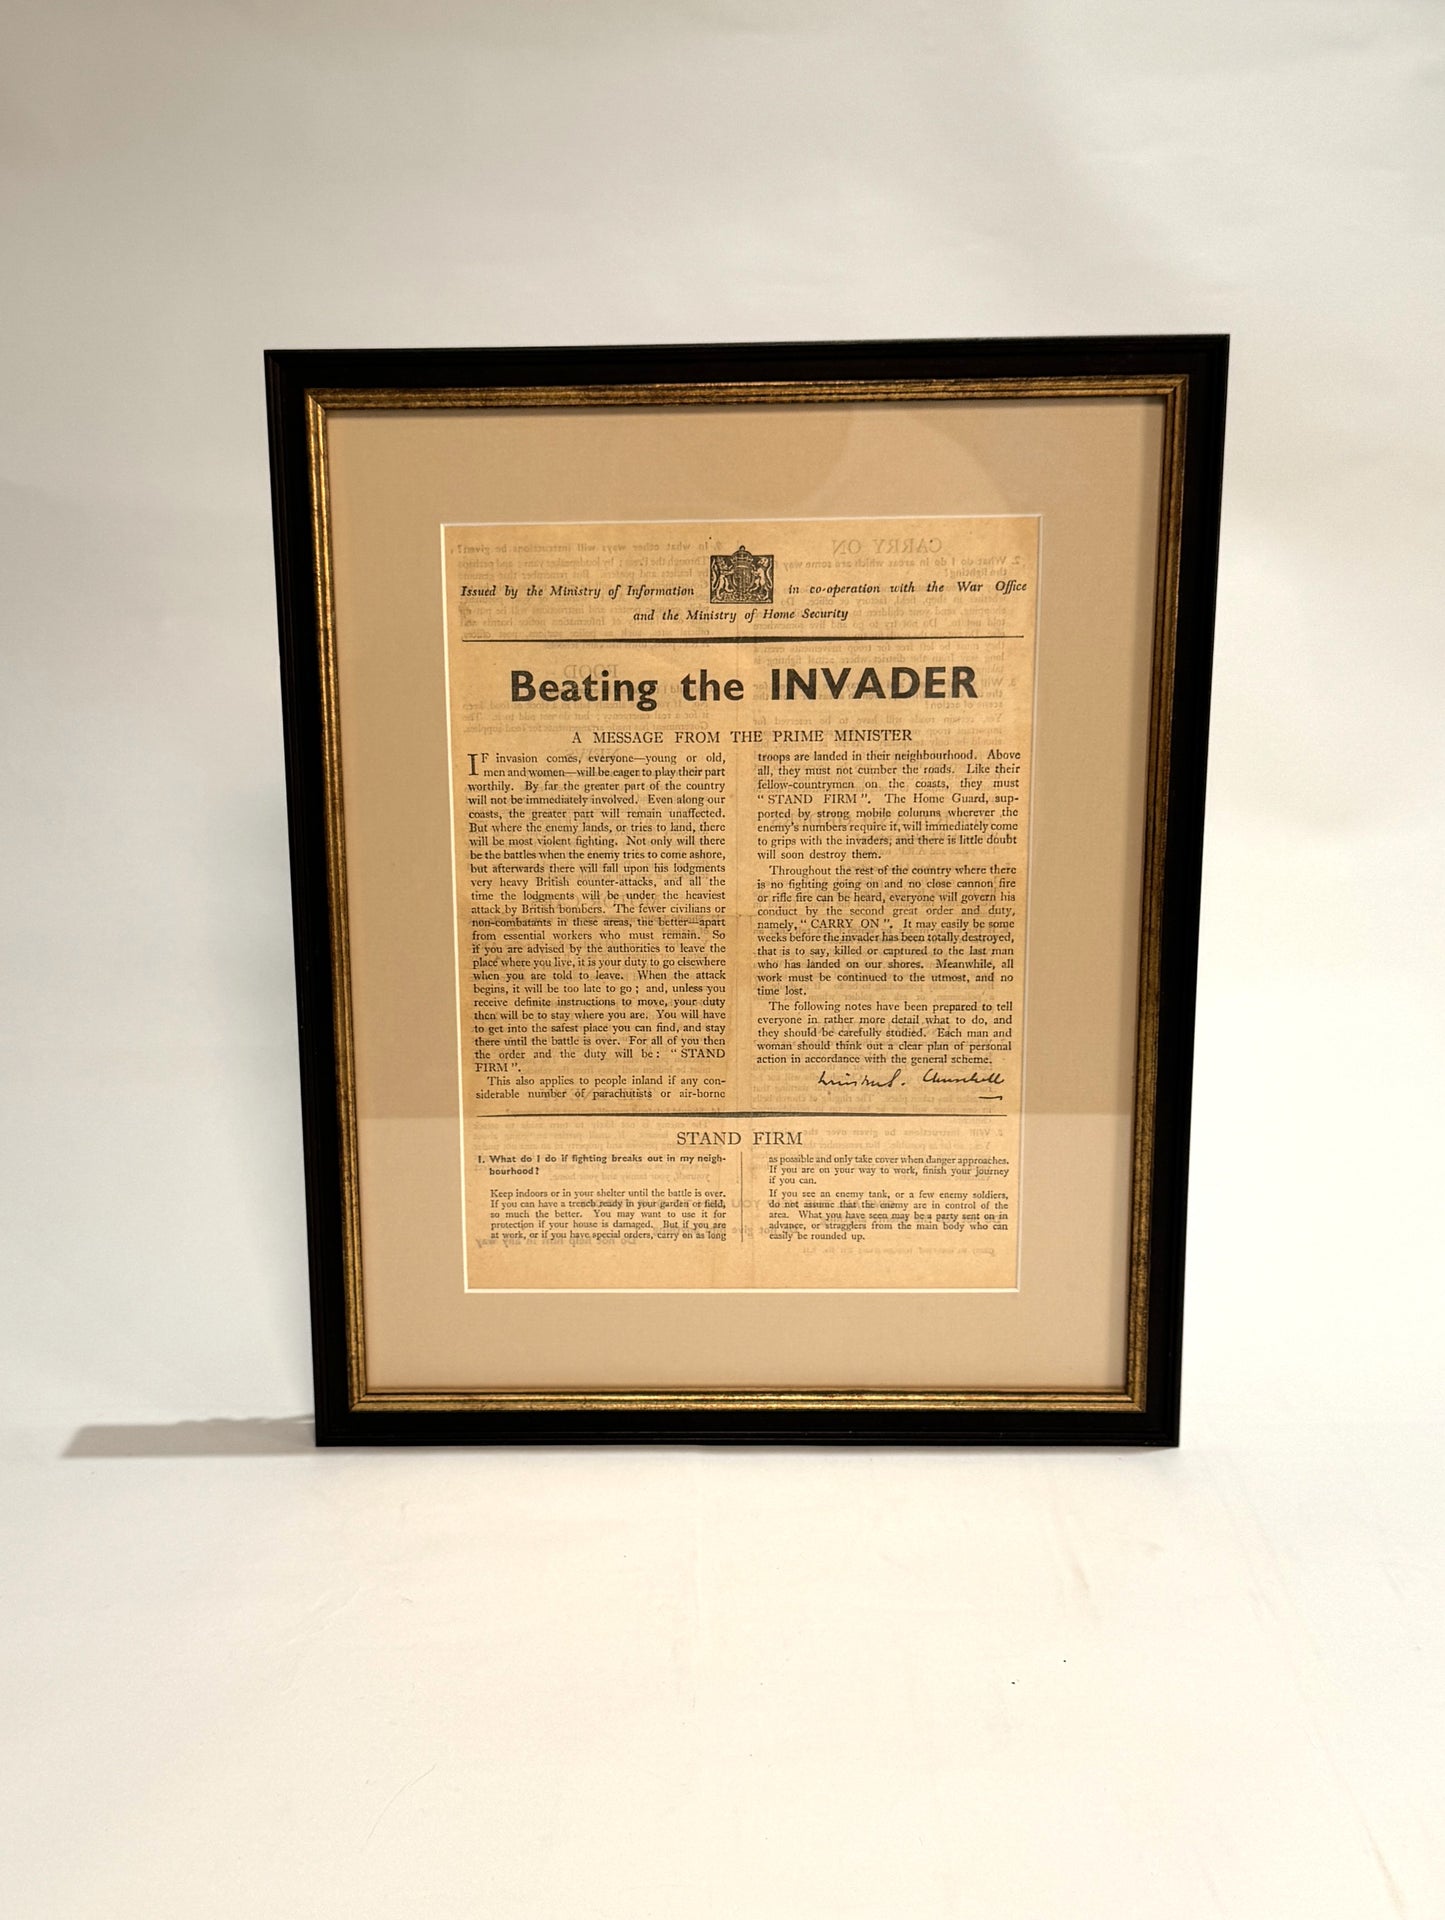 Issued by the Ministry of Information in co-operation with the War Office
and the Ministry of Home Security
Beating the INVADER
A MESSAGE FROM THE PRIME MINISTER
IF invasion comes, everyone—young or old,
men and women—will be eager to play their part
worthily. By far the greater part of the country
will not be immediately involved. Even along our
coasts, the greater part will remain unaffected.
But where the enemy lands, or tries to land, there
will be most violent fighting. Not only will there
be the battles when the enemy tries to come ashore,
but afterwards there will fall upon his lodgments
very heavy British counter-attacks, and all the
time the lodgments will be under the heaviest
attack by British bombers. The fewer civilians or
non-combatants in these areas, the better—apart
from essential workers who must remain. So
if you are advised by the authorities to leave the
place where you live, it is your duty to go elsewhere
when you are told to leave. When the attack
begins, it will be too late to go ; and, unless you
receive definite instructions to move, your duty
then will be to stay where you are. You will have
to get into the safest place you can find, and stay
there until the battle is over. For all of you then
the order and the duty will be : " STAND
FIRM ".
This also applies to people inland if any con-
siderable number of parachutists or air-borne
troops are landed in their neighbourhood. Above
all, they must not cumber the roads. Like their
fellow-countrymen on the coasts, they must
" STAND FIRM ". The Home Guard, sup-
ported by strong mobile columns wherever the
enemy's numbers require it, will immediately come
to grips with the invaders, and there is little doubt
will soon destroy them.
Throughout the rest of the country where there
is no fighting going on and no close cannon fire
or rifle fire can be heard, everyone will govern his
conduct by the second great order and duty,
namely, " CARRY ON ". It may easily be some
weeks before the invader has been totally destroyed,
that is to say, killed or captured to the last man
who has landed on our shores. Meanwhile, all
work must be continued to the utmost, and no
time lost.
The following notes have been prepared to tell
everyone in rather more detail what to do, and
they should be carefully studied. Each man and
woman should think out a clear plan of personal
action in accordance with the general scheme.
Winston S. Churchill
STAND FIRM
1. What do I do if fighting breaks out in my neigh-
bourhood?
Keep indoors or in your shelter until the battle is over.
If you can have a trench ready in your garden or field,
so much the better. You may want to use it for
protection if your house is damaged. But if you are
at work, or if you have special orders, carry on as long
as possible and only take cover when danger approaches.
If you are on your way to work, finish your journey
if you can.
If you see an enemy tank, or a few enemy soldiers,
do not assume that the enemy are in control of the
area. What you have seen may be a party sent on in
advance, or stragglers from the main body who can
easily be rounded up.